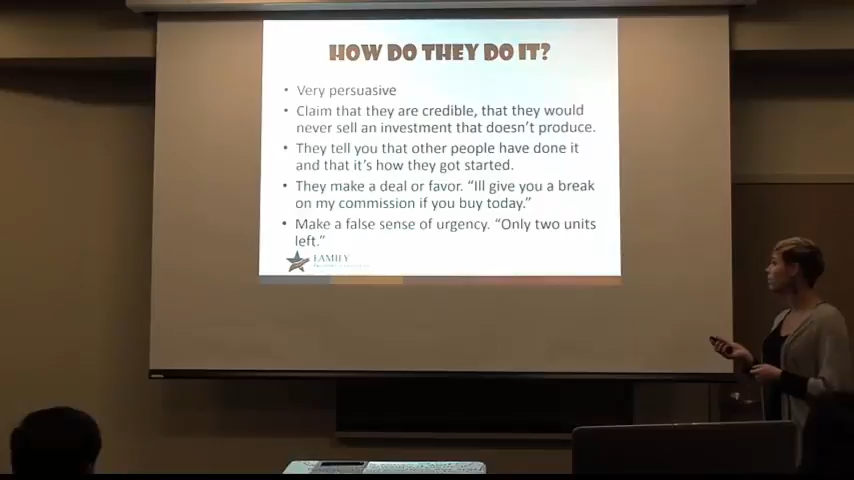 HOW DO THEY DO IT?
• Very persuasive
• Claim that they are credible, that they would
never sell an investment that doesn't produce.
• They tell you that other people have done it
and that it's how they got started.
• They make a deal or favor. "Ill give you a break
on my commission if you buy today."
• Make a false sense of urgency. "Only two units
left."
FAMILY